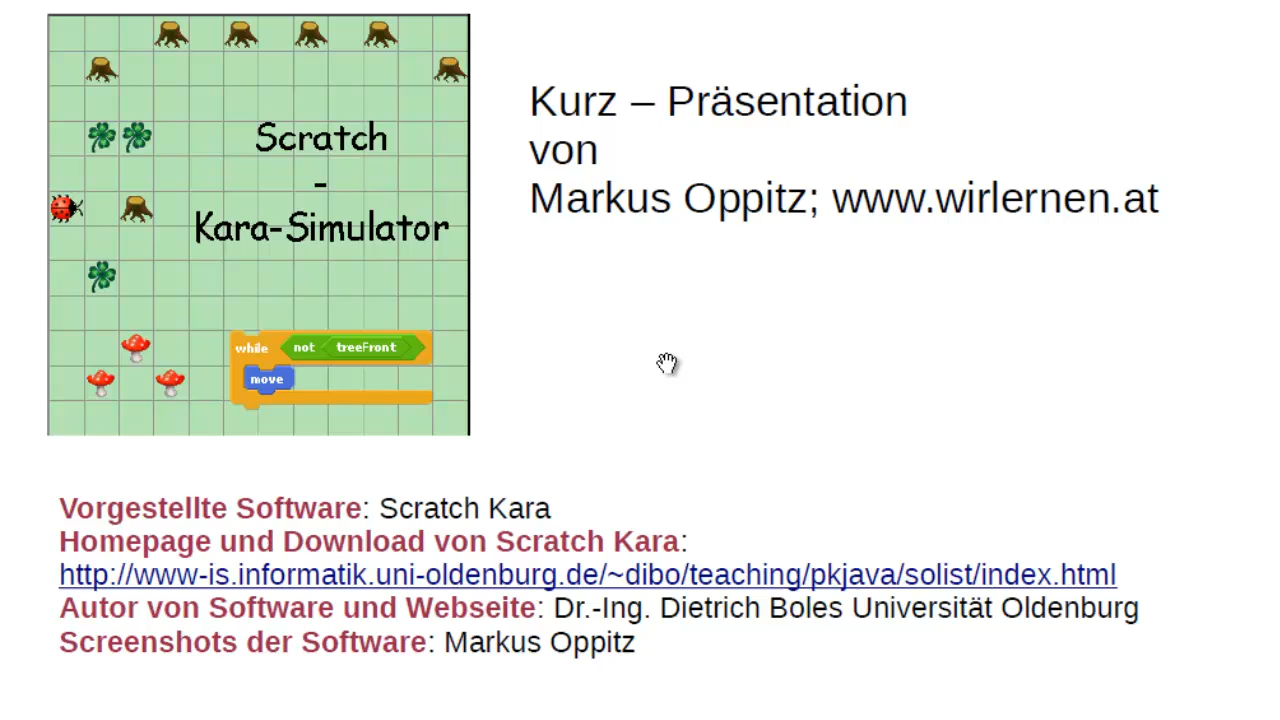 Scratch
-
Kara-Simulator
while not treeFront
move
Kurz – Präsentation
von
Markus Oppitz; www.wirlernen.at
Vorgestellte Software: Scratch Kara
Homepage und Download von Scratch Kara:
http://www-is.informatik.uni-oldenburg.de/~dibo/teaching/pkjava/solist/index.html
Autor von Software und Webseite: Dr.-Ing. Dietrich Boles Universität Oldenburg
Screenshots der Software: Markus Oppitz